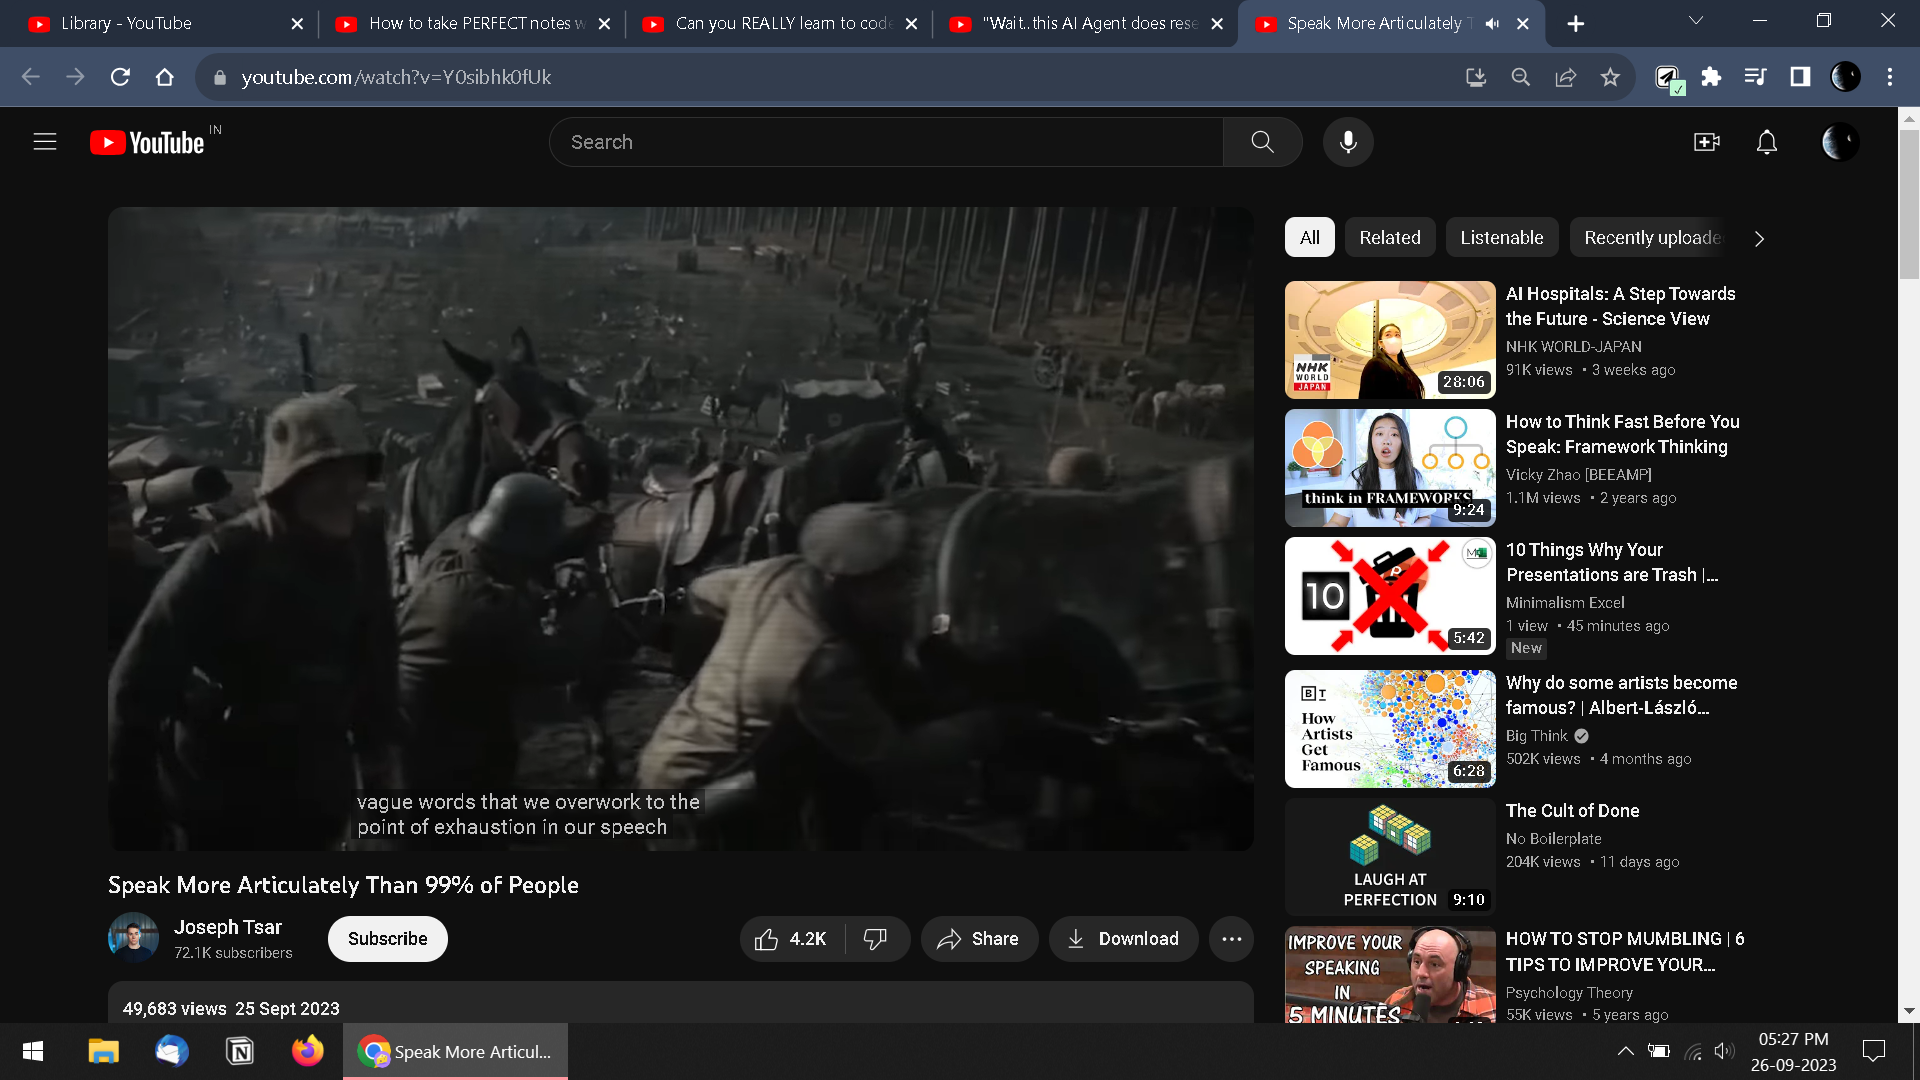 Library - YouTube
How to take PERFECT notes w
Can you REALLY learn to code
"Wait..this AI Agent does rese
Speak More Articulately T
youtube.com/watch?v=Y0sibhk0fUk
YouTube IN
Search
All
Related
Listenable
Recently uploade
AI Hospitals: A Step Towards
the Future - Science View
NHK WORLD-JAPAN
91K views • 3 weeks ago
NHK
WORLD
JAPAN
28:06
How to Think Fast Before You
Speak: Framework Thinking
Vicky Zhao [BEEAMP]
1.1M views • 2 years ago
think in FRAMEWORKS
9:24
10 Things Why Your
Presentations are Trash |...
Minimalism Excel
1 view • 45 minutes ago
New
10
5:42
Why do some artists become
famous? | Albert-László...
Big Think
502K views • 4 months ago
B T
How
Artists
Get
Famous
6:28
The Cult of Done
No Boilerplate
204K views • 11 days ago
LAUGH AT
PERFECTION
9:10
HOW TO STOP MUMBLING | 6
TIPS TO IMPROVE YOUR...
Psychology Theory
55K views • 5 years ago
IMPROVE YOUR
SPEAKING
IN
5 MINUTES
vague words that we overwork to the
point of exhaustion in our speech
Speak More Articulately Than 99% of People
Joseph Tsar
72.1K subscribers
Subscribe
4.2K
Share
Download
49,683 views 25 Sept 2023
Speak More Articul...
05:27 PM
26-09-2023